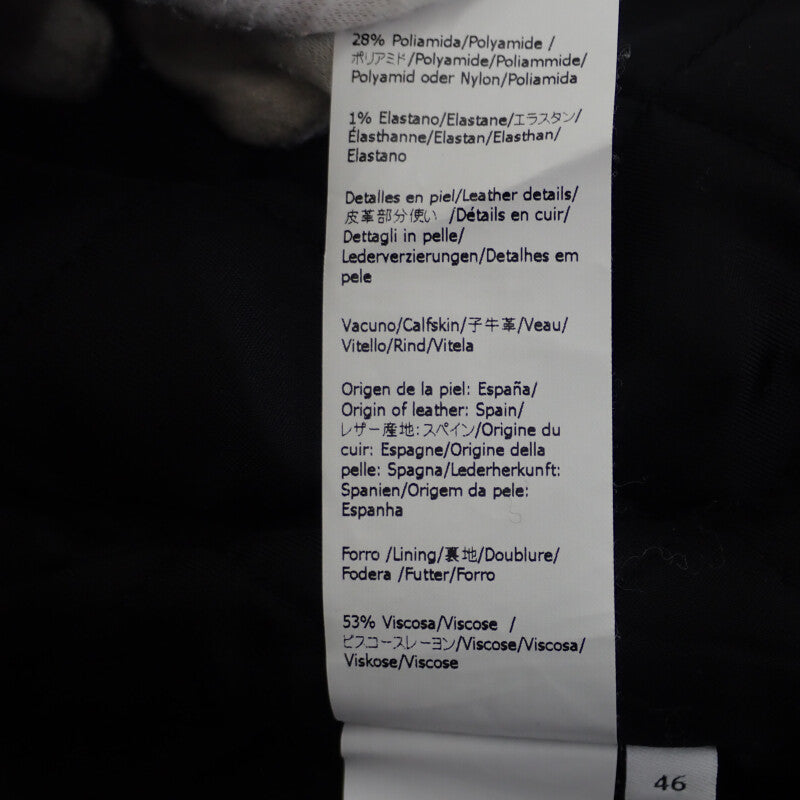 28% Poliamida/Polyamide /
ポリアミド/Polyamide/Poliammide/
Polyamid oder Nylon/Poliamida
1% Elastano/Elastane/エラスタン/
Élasthanne/Elastan/Elasthan/
Elastano
Detalles en piel/Leather details/
皮革部分使い /Détails en cuir/
Dettagli in pelle/
Lederverzierungen/Detalhes em
pele
Vacuno/Calfskin/子牛革/Veau/
Vitello/Rind/Vitela
Origen de la piel: España/
Origin of leather: Spain/
レザー産地:スペイン/Origine du
cuir: Espagne/Origine della
pelle: Spagna/Lederherkunft:
Spanien/Origem da pele:
Espanha
Forro /Lining/裏地/Doublure/
Fodera /Futter/Forro
53% Viscosa/Viscose /
ビスコースレーヨン/Viscose/Viscosa/
Viskose/Viscose
46